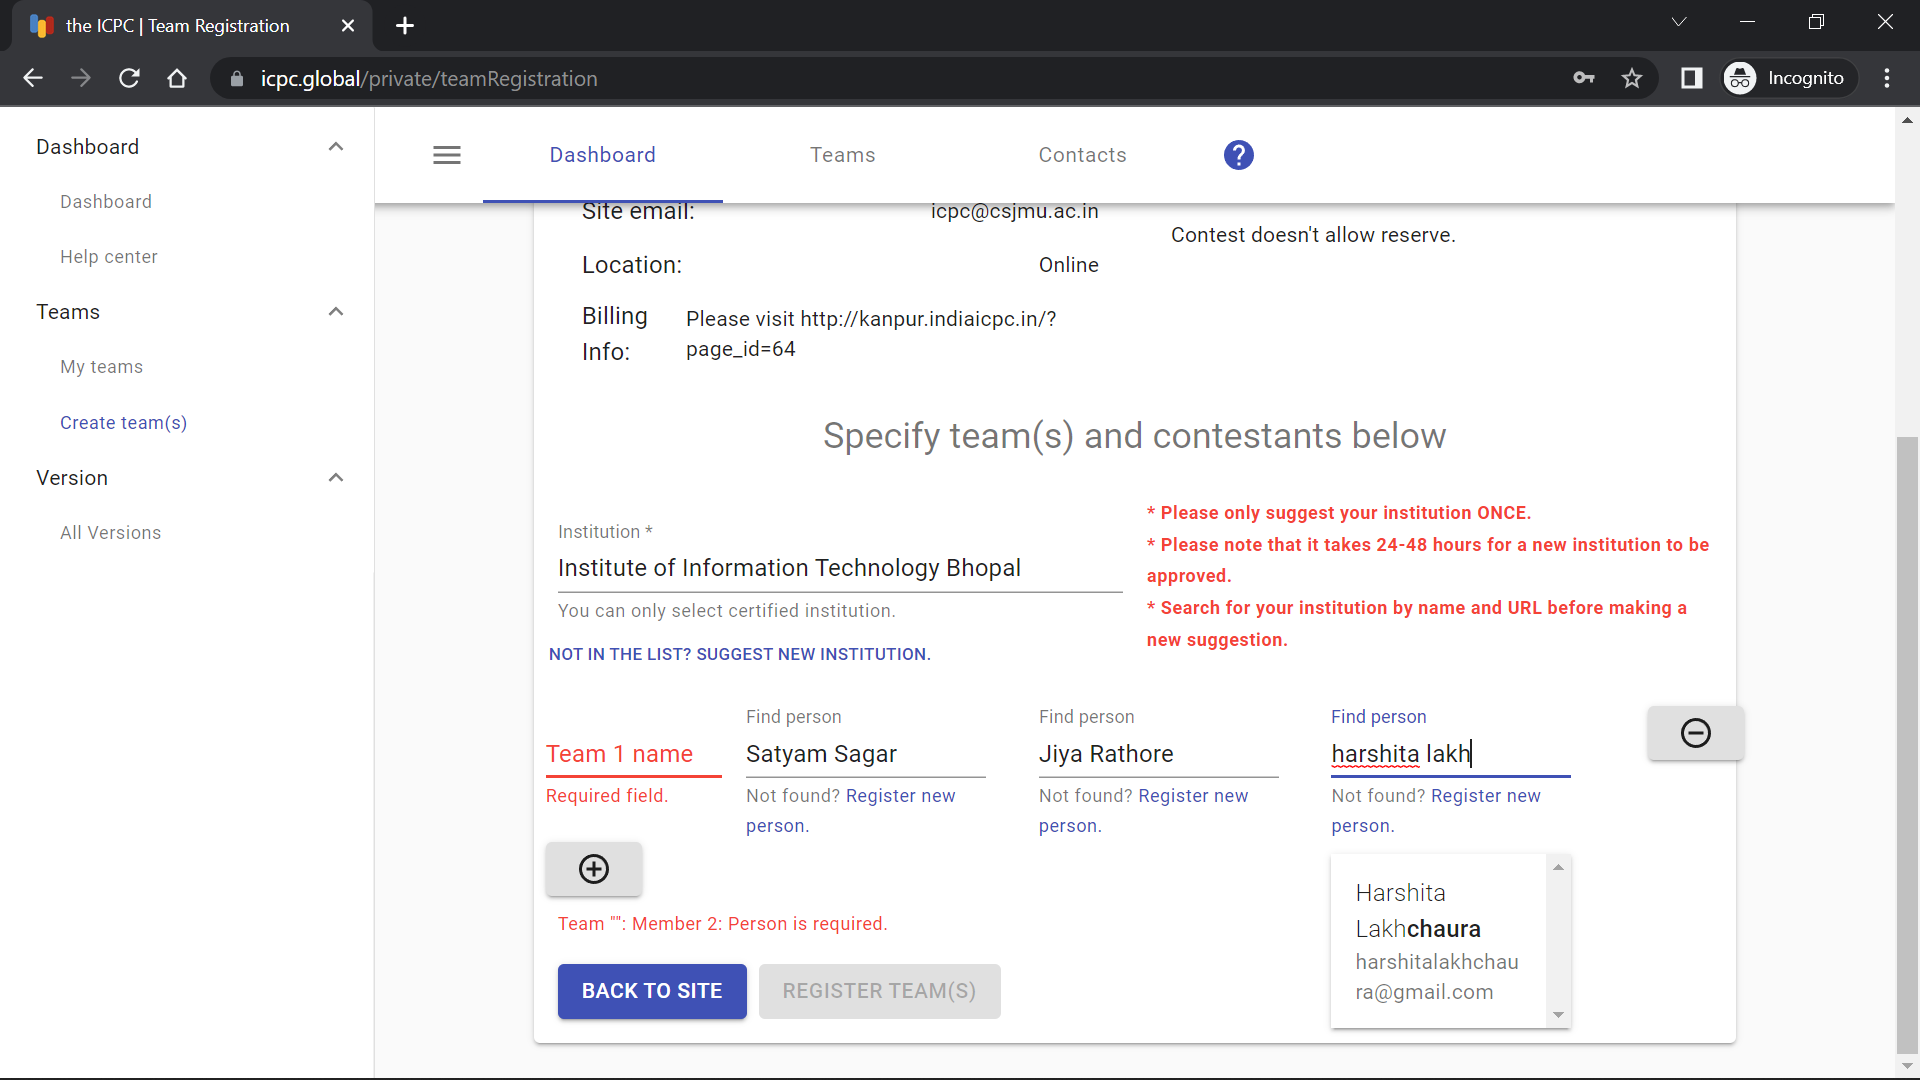 the ICPC | Team Registration
icpc.global/private/teamRegistration
Incognito
Dashboard
Dashboard
Help center
Teams
My teams
Create team(s)
Version
All Versions
Dashboard
Teams
Contacts
?
Site email:
icpc@csjmu.ac.in
Contest doesn't allow reserve.
Location:
Online
Billing
Info:
Please visit http://kanpur.indiaicpc.in/?
page_id=64
Specify team(s) and contestants below
Institution *
Institute of Information Technology Bhopal
You can only select certified institution.
NOT IN THE LIST? SUGGEST NEW INSTITUTION.
* Please only suggest your institution ONCE.
* Please note that it takes 24-48 hours for a new institution to be
approved.
* Search for your institution by name and URL before making a
new suggestion.
Team 1 name
Required field.
Find person
Satyam Sagar
Not found? Register new
person.
Find person
Jiya Rathore
Not found? Register new
person.
Find person
harshita lakh
Not found? Register new
person.
Harshita
Lakhchaura
harshitalakhchau
ra@gmail.com
Team "": Member 2: Person is required.
BACK TO SITE
REGISTER TEAM(S)